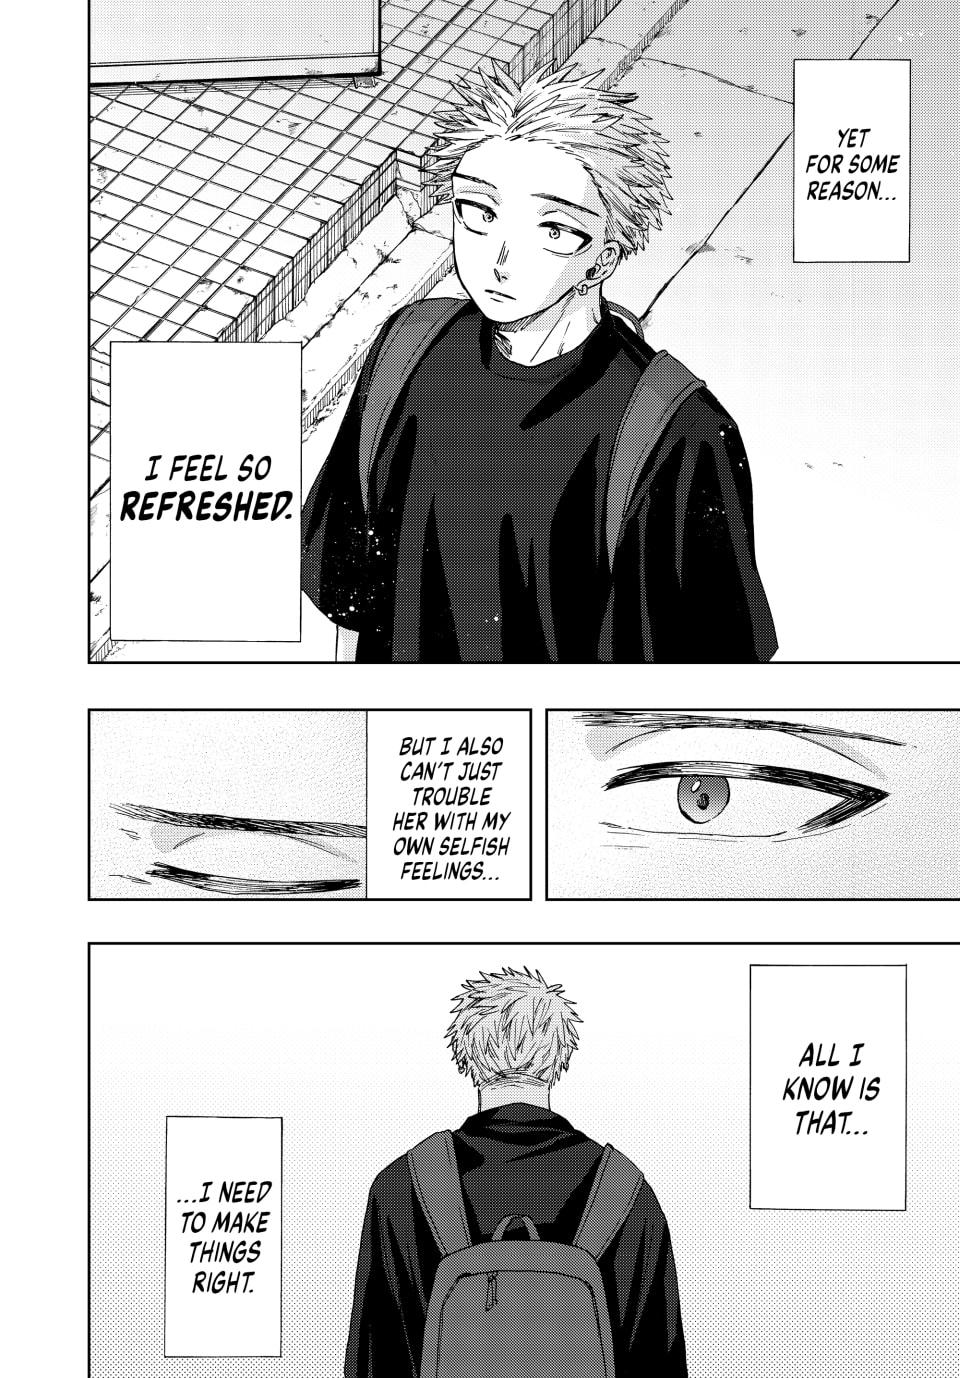 YET
FOR SOME
REASON...
I FEEL SO
REFRESHED.
BUT I ALSO
CAN'T JUST
TROUBLE
HER WITH MY
OWN SELFISH
FEELINGS...
ALL I
KNOW IS
THAT...
...I NEED
TO MAKE
THINGS
RIGHT.